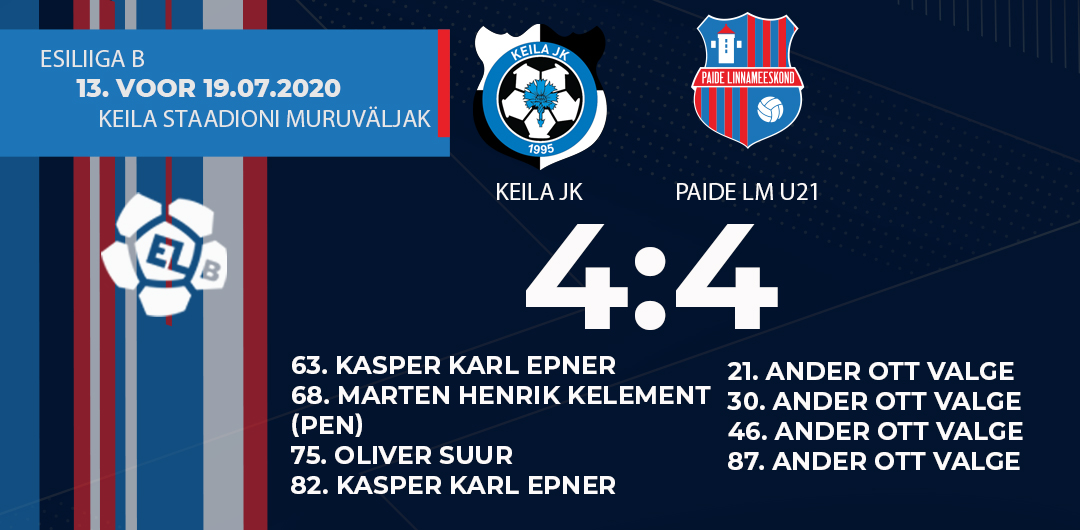 ESILIIGA B
13. VOOR 19.07.2020
KEILA STAADIONI MURUVÄLJAK
KEILA JK
1995
PAIDE LINNAMEESKOND
EL
B
KEILA JK
PAIDE LM U21
4:4
63. KASPER KARL EPNER
68. MARTEN HENRIK KELEMENT
(PEN)
75. OLIVER SUUR
82. KASPER KARL EPNER
21. ANDER OTT VALGE
30. ANDER OTT VALGE
46. ANDER OTT VALGE
87. ANDER OTT VALGE